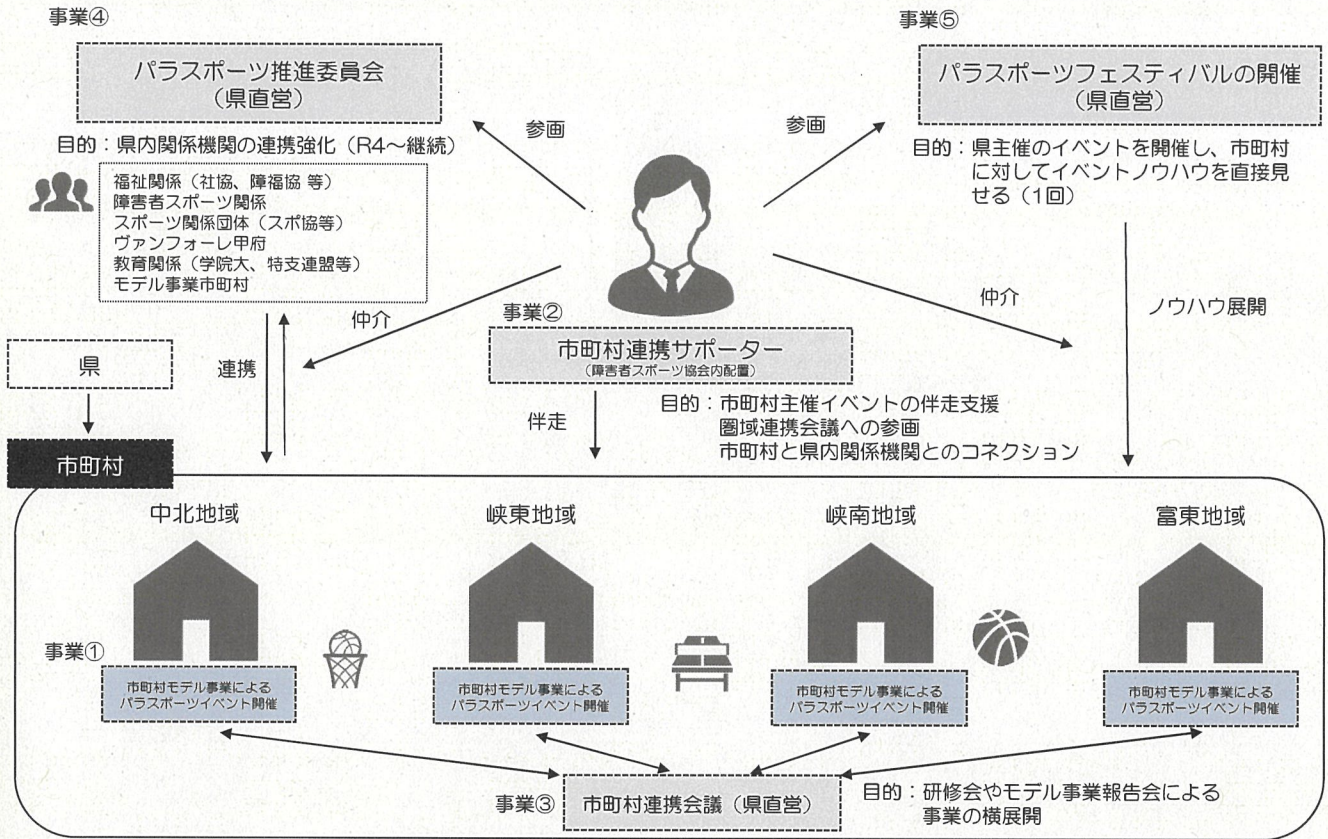 事業④
パラスポーツ推進委員会
(県直営)
目的：県内関係機関の連携強化（R4～継続）
福祉関係（社協、障福協 等）
障害者スポーツ関係
スポーツ関係団体（スポ協等）
ヴァンフォーレ甲府
教育関係（学院大、特支連盟等）
モデル事業市町村
事業⑤
パラスポーツフェスティバルの開催
(県直営)
目的：県主催のイベントを開催し、市町村
に対してイベントノウハウを直接見
せる（1回）
参画
参画
仲介
仲介
ノウハウ展開
連携
事業②
市町村連携サポーター
(障害者スポーツ協会内配置)
目的：市町村主催イベントの伴走支援
圏域連携会議への参画
市町村と県内関係機関とのコネクション
伴走
県
市町村
中北地域
峡東地域
峡南地域
富東地域
事業①
市町村モデル事業による
パラスポーツイベント開催
市町村モデル事業による
パラスポーツイベント開催
市町村モデル事業による
パラスポーツイベント開催
市町村モデル事業による
パラスポーツイベント開催
事業③
市町村連携会議（県直営）
目的：研修会やモデル事業報告会による
事業の横展開